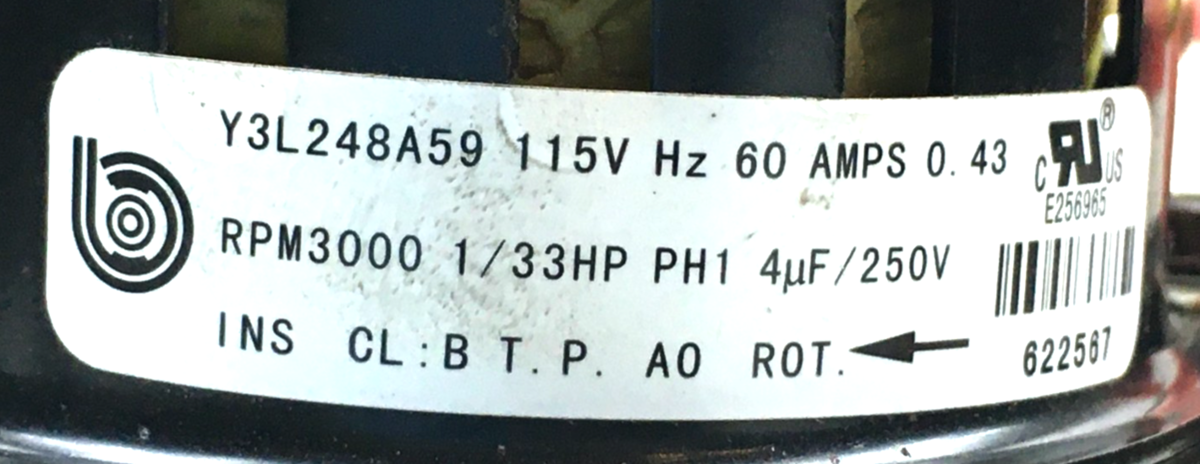 Y3L248A59 115V Hz 60 AMPS 0.43
RPM3000 1/33HP PH1 4µF/250V
INS CL:B T.P. AO ROT.
c RU ® US
E256965
622567